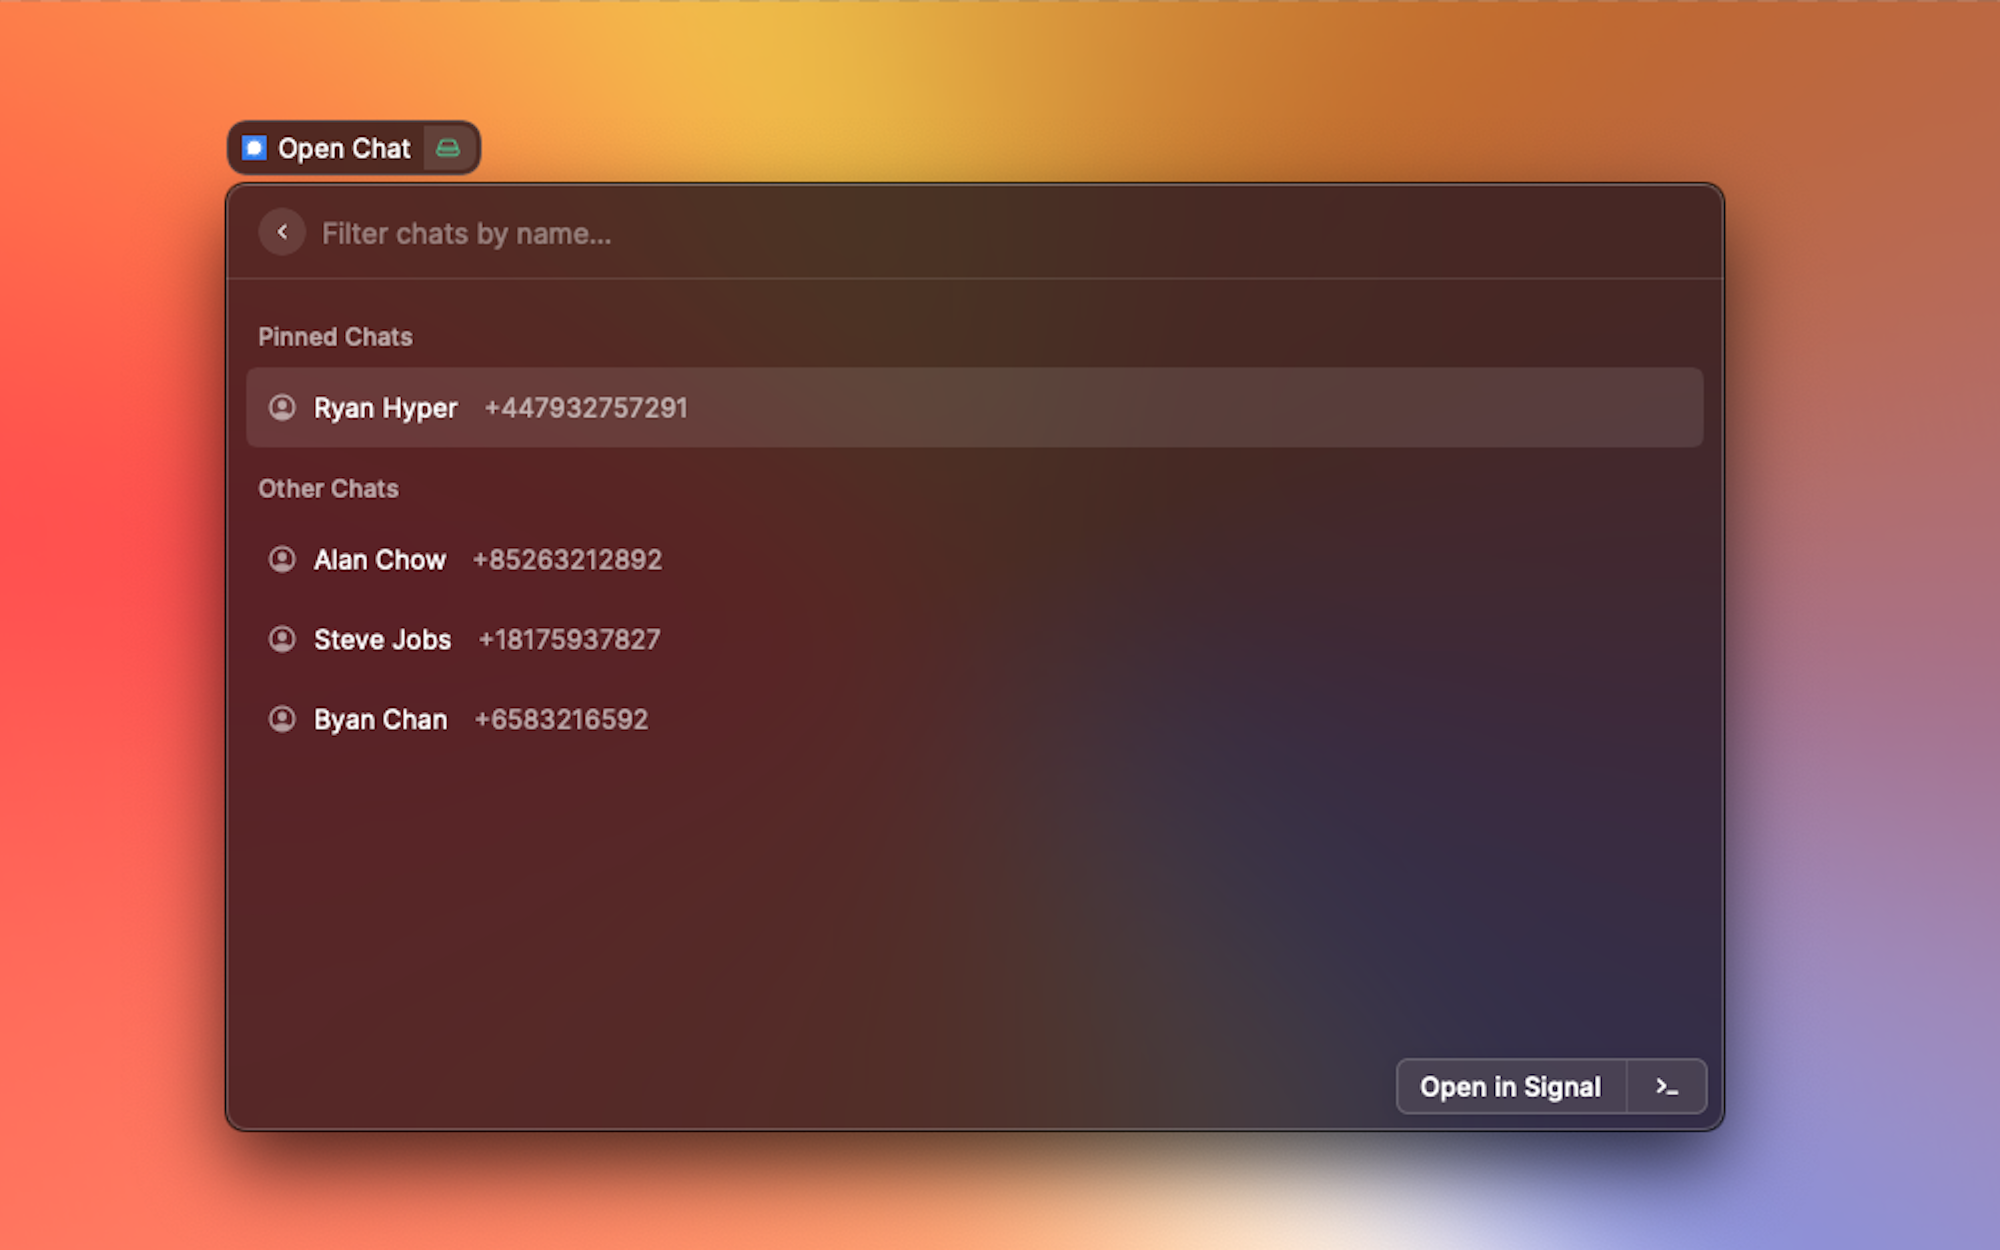 Open Chat
Filter chats by name...
Pinned Chats
Ryan Hyper +447932757291
Other Chats
Alan Chow +85263212892
Steve Jobs +18175937827
Byan Chan +6583216592
Open in Signal >_